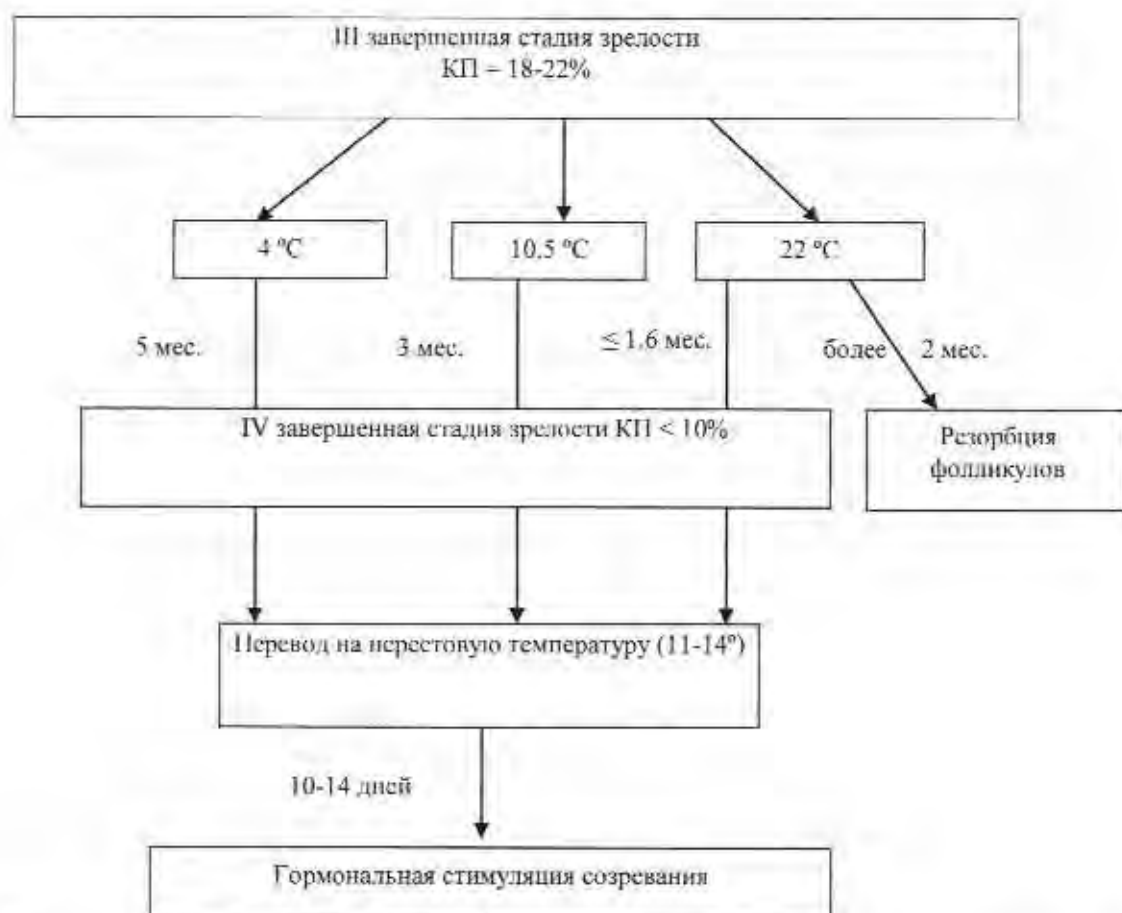 III завершенная стадия зрелости
КП – 18-22%
4 ºС
10.5 ºС
22 ºС
5 мес.
3 мес.
≤ 1.6 мес.
более 2 мес.
IV завершенная стадия зрелости КП < 10%
Резорбция
фолликулов
Перевод на нерестовую температуру (11-14º)
10-14 дней
Гормональная стимуляция созревания